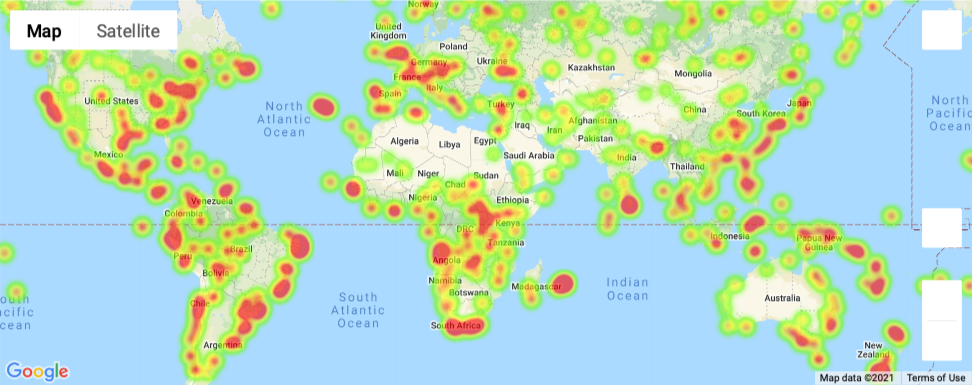 Map Satellite
Norway
United
Kingdom
Poland
Germany
Ukraine
France
Kazakhstan
Mongolia
Italy
Spain
Turkey
North
Atlantic
Ocean
United States
China
Japan
South Korea
North
Pacific
Ocean
Afghanistan
Iraq
Iran
Pakistan
Algeria
Libya
Egypt
Mexico
Saudi Arabia
India
Thailand
Mali
Niger
Chad
Sudan
Nigeria
Ethiopia
Venezuela
Colombia
DRC
Kenya
Indonesia
Papua New
Guinea
Brazil
Tanzania
Peru
Angola
Bolivia
Namibia
Botswana
Madagascar
Indian
Ocean
South
Atlantic
Ocean
Australia
Chile
South Africa
Argentina
New
Zealand
Google
Map data ©2021 Terms of Use